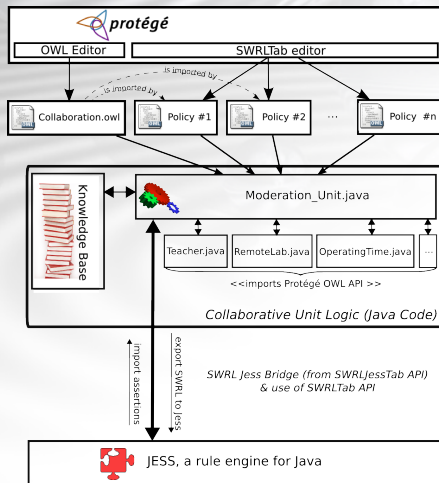 protégé
OWL Editor
SWRLTab editor
is imported by
is imported by
Collaboration.owl
Policy #1
Policy #2
...
Policy #n
Knowledge Base
Moderation_Unit.java
Teacher.java
RemoteLab.java
OperatingTime.java
...
<<imports Protégé OWL API >>
Collaborative Unit Logic (Java Code)
import assertions
export SWRL to Jess
SWRL Jess Bridge (from SWRLJessTab API)
& use of SWRLTab API
JESS, a rule engine for Java